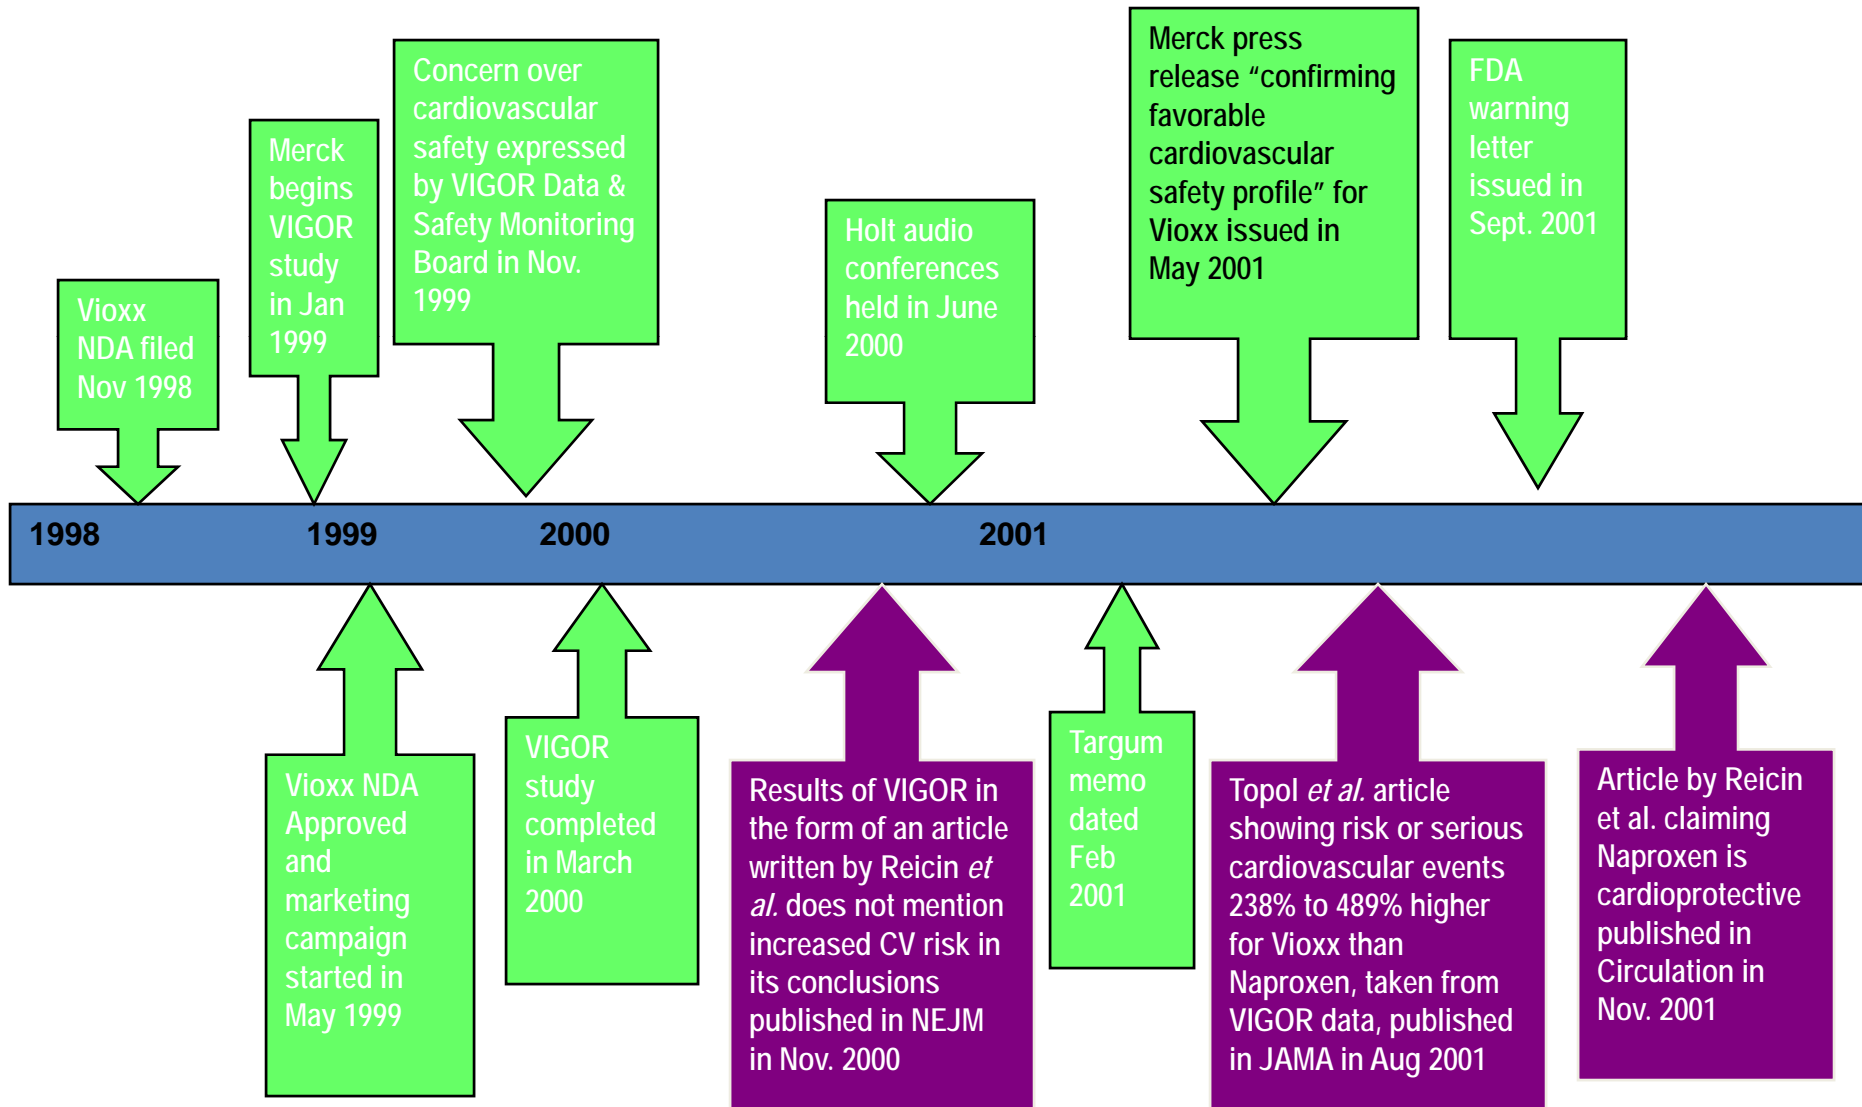 Vioxx
NDA filed
Nov 1998
Merck
begins
VIGOR
study
in Jan
1999
Concern over
cardiovascular
safety expressed
by VIGOR Data &
Safety Monitoring
Board in Nov.
1999
Holt audio
conferences
held in June
2000
Merck press
release “confirming
favorable
cardiovascular
safety profile” for
Vioxx issued in
May 2001
FDA
warning
letter
issued in
Sept. 2001
1998 1999 2000 2001
Vioxx NDA
Approved
and
marketing
campaign
started in
May 1999
VIGOR
study
completed
in March
2000
Results of VIGOR in
the form of an article
written by Reicin et
al. does not mention
increased CV risk in
its conclusions
published in NEJM
in Nov. 2000
Targum
memo
dated
Feb
2001
Topol et al. article
showing risk or serious
cardiovascular events
238% to 489% higher
for Vioxx than
Naproxen, taken from
VIGOR data, published
in JAMA in Aug 2001
Article by Reicin
et al. claiming
Naproxen is
cardioprotective
published in
Circulation in
Nov. 2001